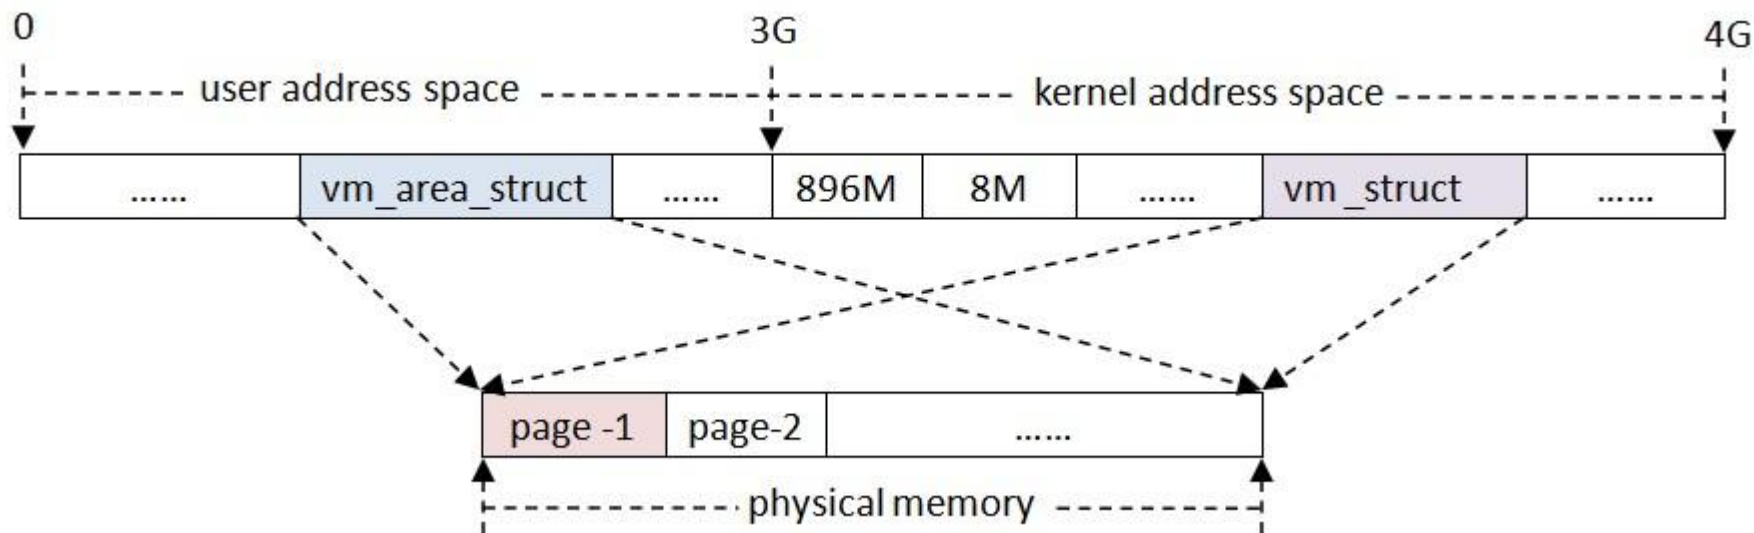 0 3G 4G
user address space kernel address space
...... vm_area_struct ...... 896M 8M ...... vm _struct ......
page -1 page-2 ......
physical memory